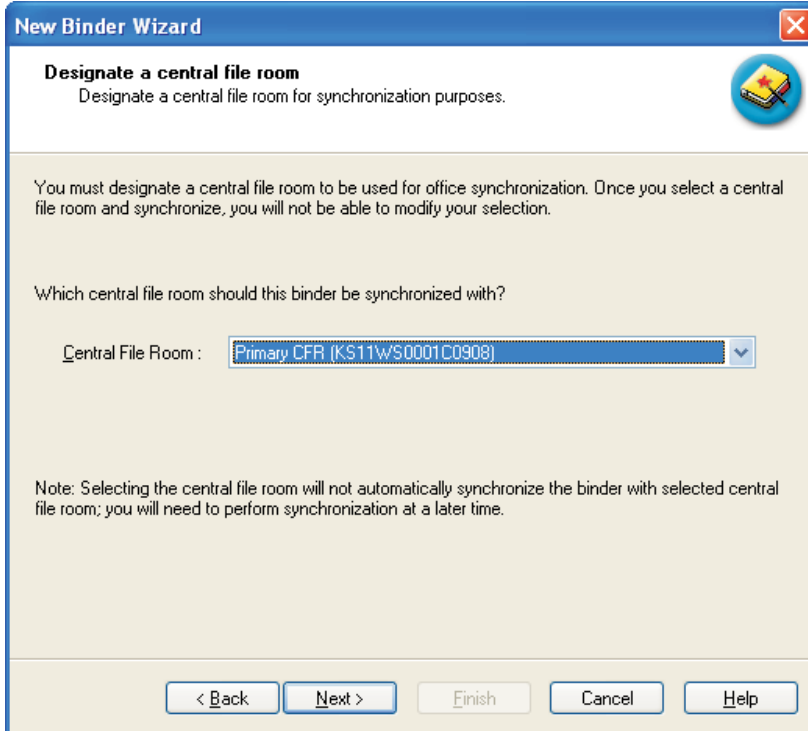 New Binder Wizard
Designate a central file room
Designate a central file room for synchronization purposes.
You must designate a central file room to be used for office synchronization. Once you select a central
file room and synchronize, you will not be able to modify your selection.
Which central file room should this binder be synchronized with?
Central File Room : Primary CFR (KS11WS0001C0908)
Note: Selecting the central file room will not automatically synchronize the binder with selected central
file room; you will need to perform synchronization at a later time.
< Back Next > Finish Cancel Help